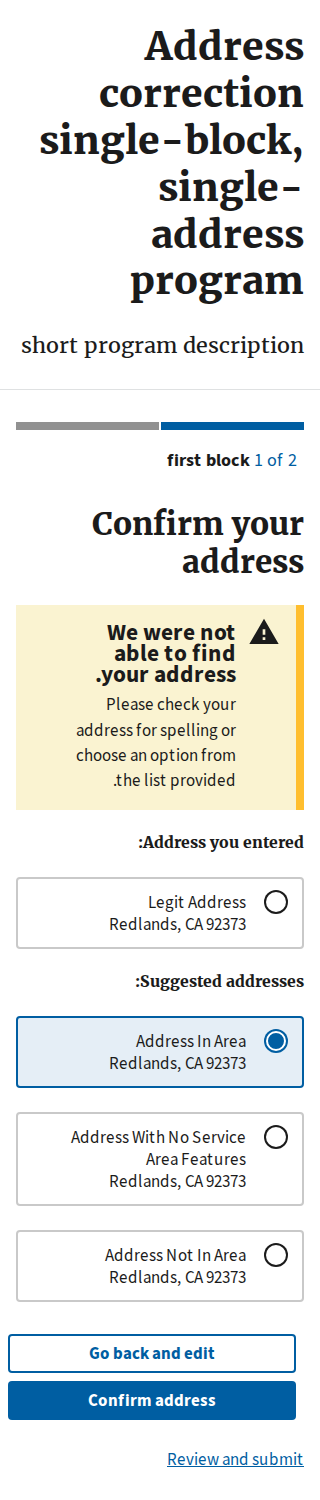 Address
correction
single-block,
single-
address
program
short program description
first block 1 of 2
Confirm your
address
We were not
able to find
.your address
Please check your
address for spelling or
choose an option from
.the list provided
:Address you entered
Legit Address
Redlands, CA 92373
:Suggested addresses
Address In Area
Redlands, CA 92373
Address With No Service
Area Features
Redlands, CA 92373
Address Not In Area
Redlands, CA 92373
Go back and edit
Confirm address
Review and submit